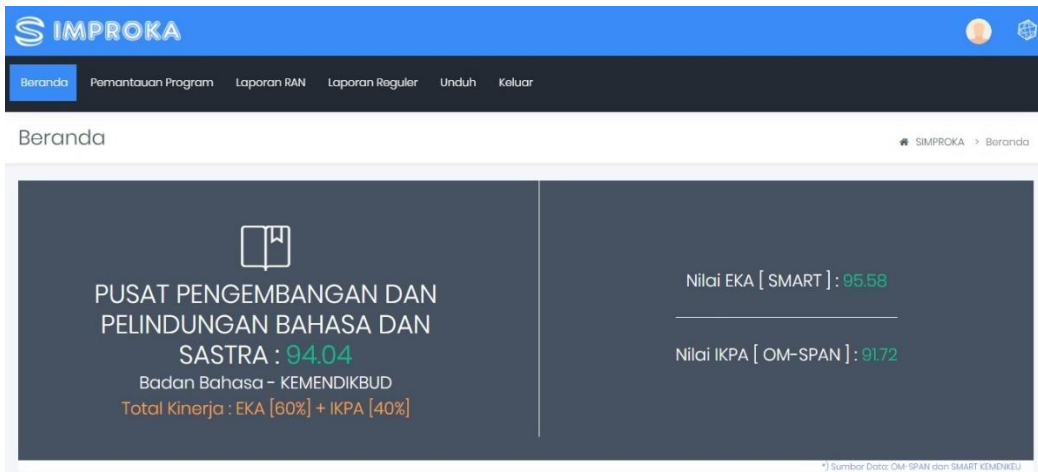 SIMPROKA
Beranda Pemantauan Program Laporan RAN Laporan Reguler Unduh Keluar
Beranda
SIMPROKA > Beranda
PUSAT PENGEMBANGAN DAN
PELINDUNGAN BAHASA DAN
SASTRA : 94.04
Badan Bahasa - KEMENDIKBUD
Total Kinerja : EKA [60%] + IKPA [40%]
Nilai EKA [ SMART ] : 95.58
Nilai IKPA [ OM-SPAN ] : 91.72
*) Sumber Data: OM-SPAN dan SMART KEMENKEU